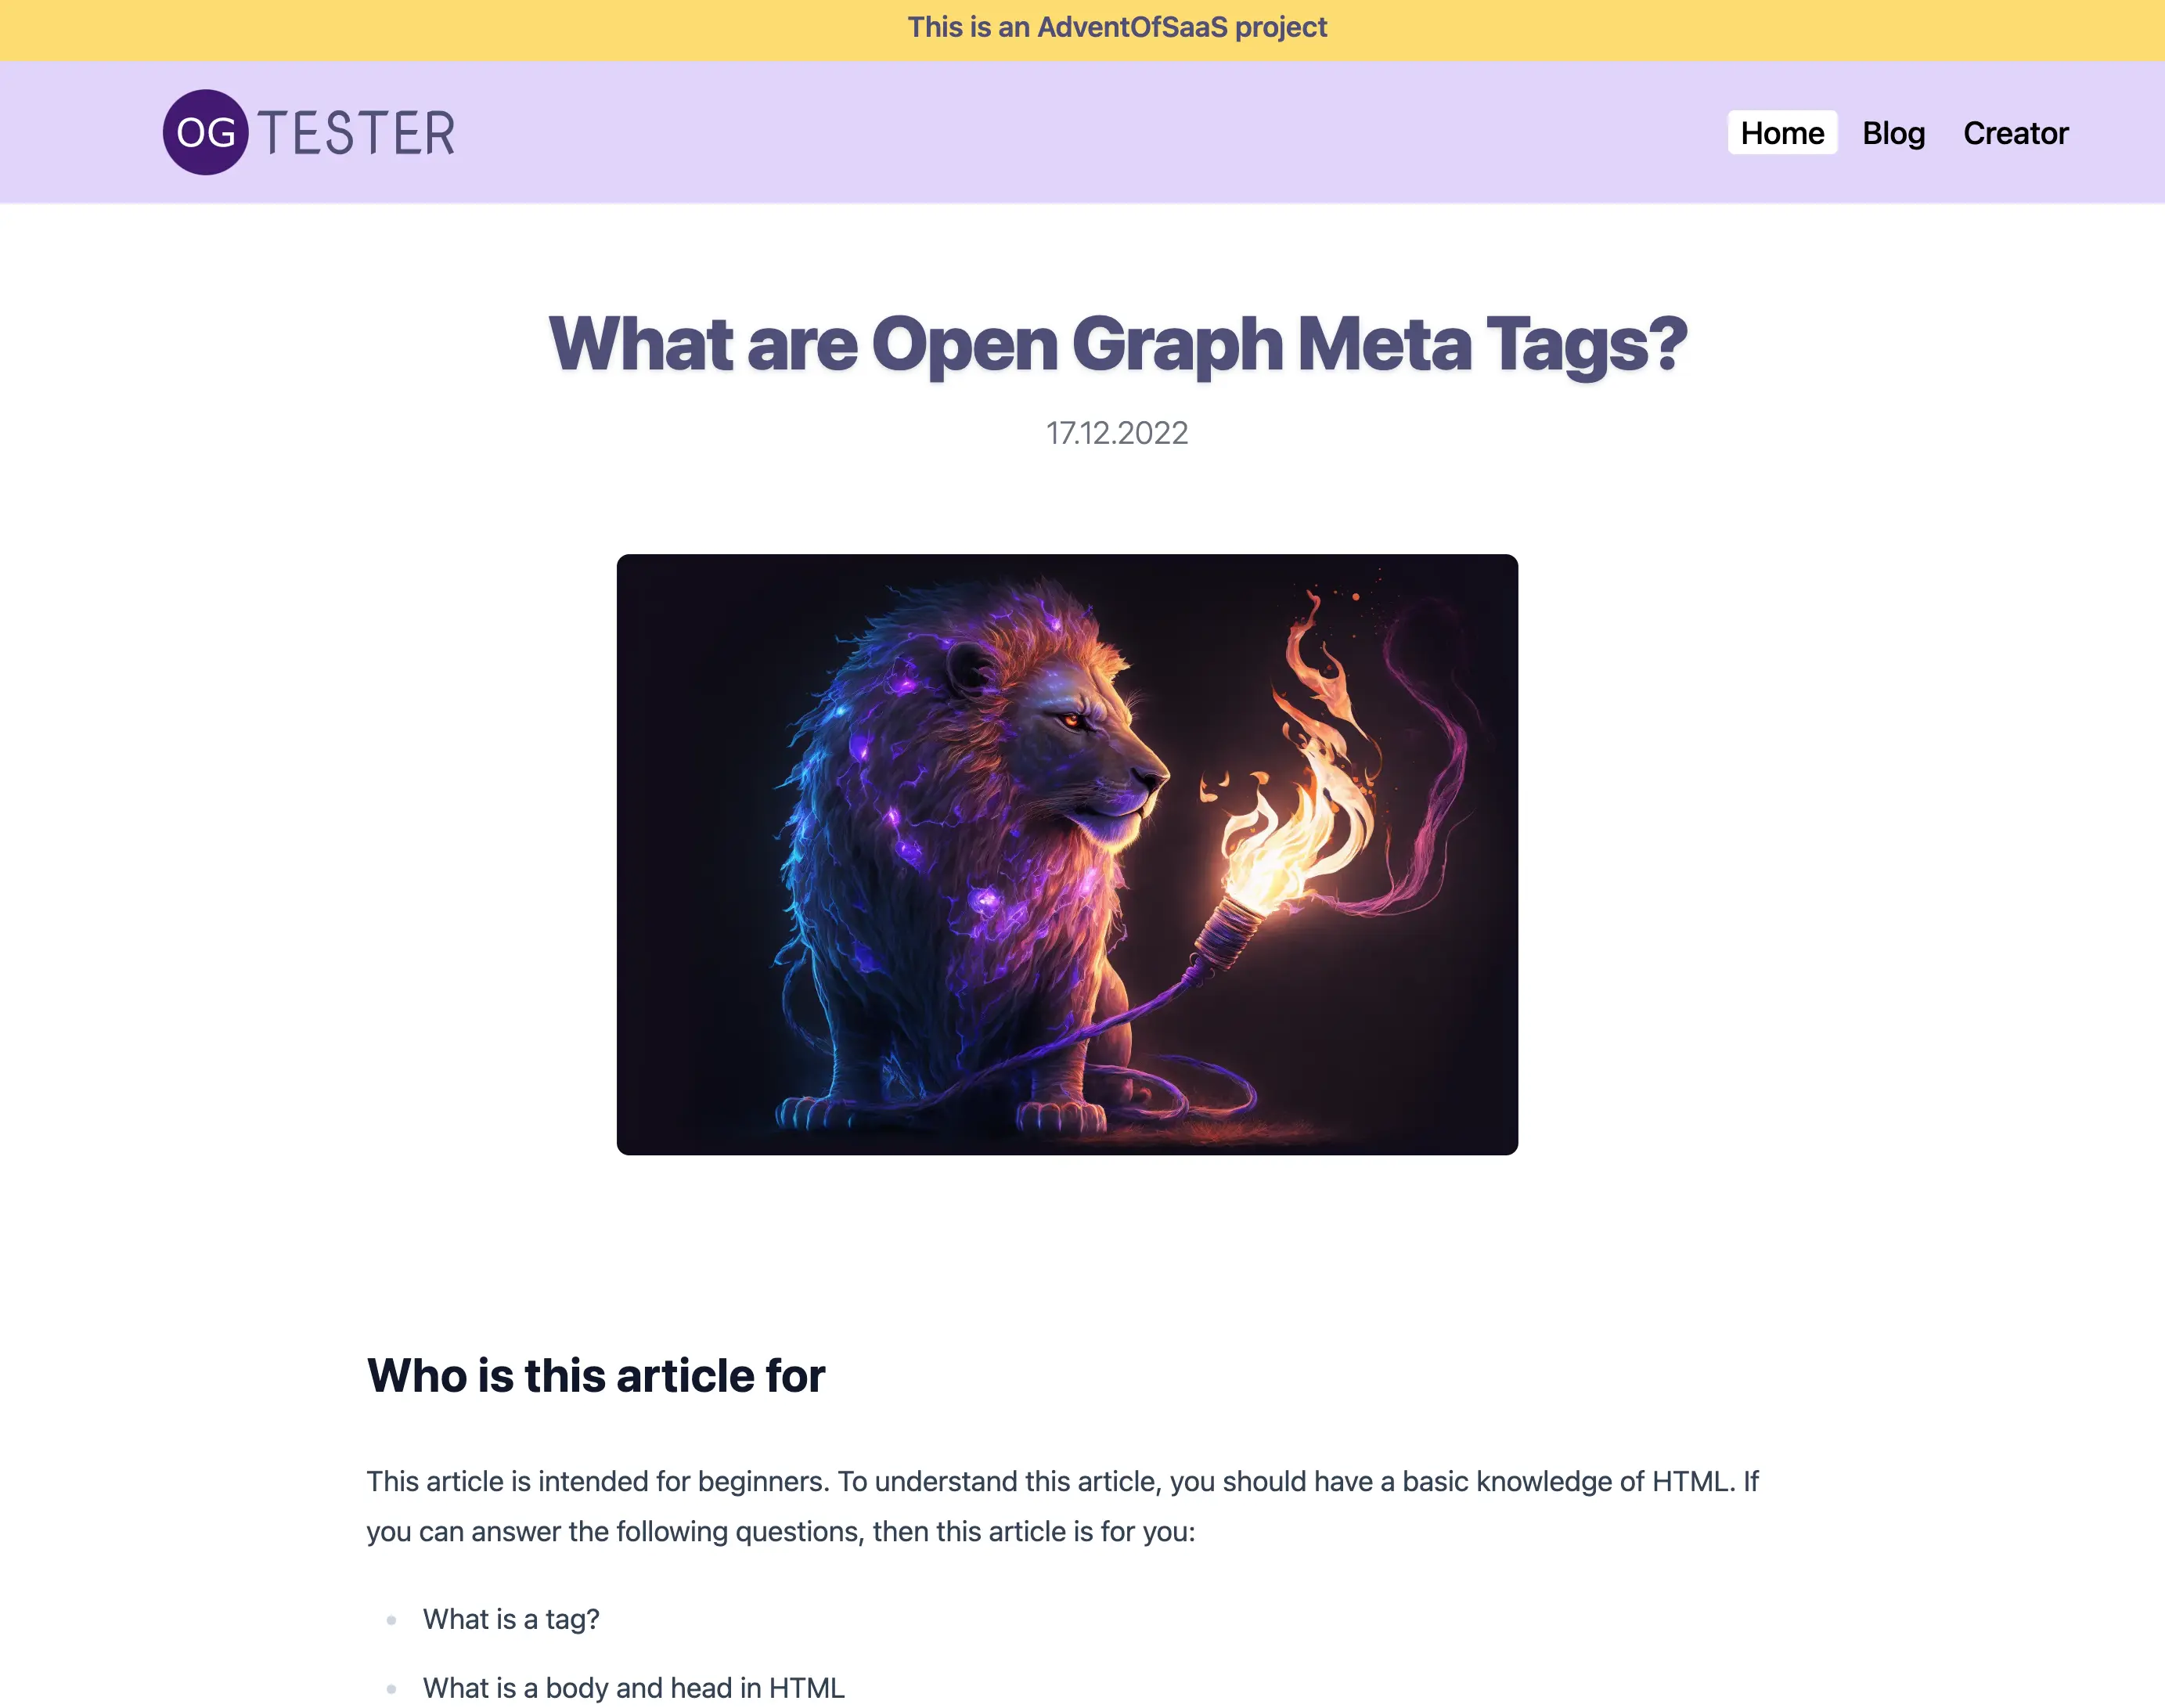 This is an AdventOfSaaS project
OG TESTER
Home Blog Creator
What are Open Graph Meta Tags?
17.12.2022
Who is this article for
This article is intended for beginners. To understand this article, you should have a basic knowledge of HTML. If
you can answer the following questions, then this article is for you:
What is a tag?
What is a body and head in HTML